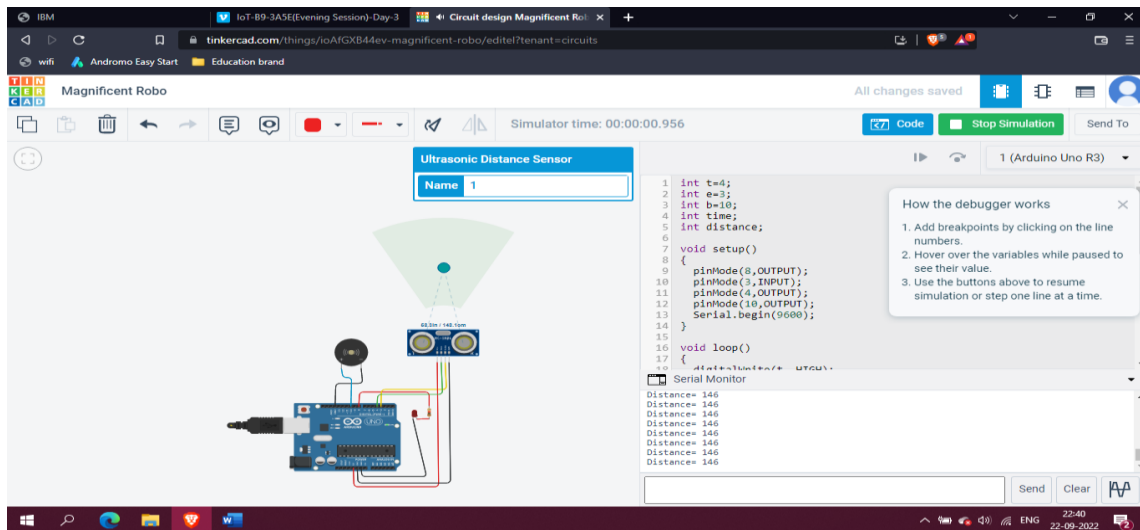 IBM
IoT-B9-3A5E(Evening Session)-Day-3
Circuit design Magnificent Rob
tinkercad.com/things/ioAfGXB44ev-magnificent-robo/editel?tenant=circuits
wifi
Andromo Easy Start
Education brand
TIN
KER
CAD
Magnificent Robo
All changes saved
Simulator time: 00:00:00.956
Code
Stop Simulation
Send To
Ultrasonic Distance Sensor
Name 1
1 (Arduino Uno R3)
1 int t=4;
2 int e=3;
3 int b=10;
4 int time;
5 int distance;
6
7 void setup()
8 {
9 pinMode(8,OUTPUT);
10 pinMode(3,INPUT);
11 pinMode(4,OUTPUT);
12 pinMode(10,OUTPUT);
13 Serial.begin(9600);
14 }
15
16 void loop()
17 {
18 digitalWrite(t, HIGH);
How the debugger works
1. Add breakpoints by clicking on the line
numbers.
2. Hover over the variables while paused to
see their value.
3. Use the buttons above to resume
simulation or step one line at a time.
UNO
Serial Monitor
Distance= 146
Distance= 146
Distance= 146
Distance= 146
Distance= 146
Distance= 146
Distance= 146
Distance= 146
Send
Clear
ENG
22:40
22-09-2022